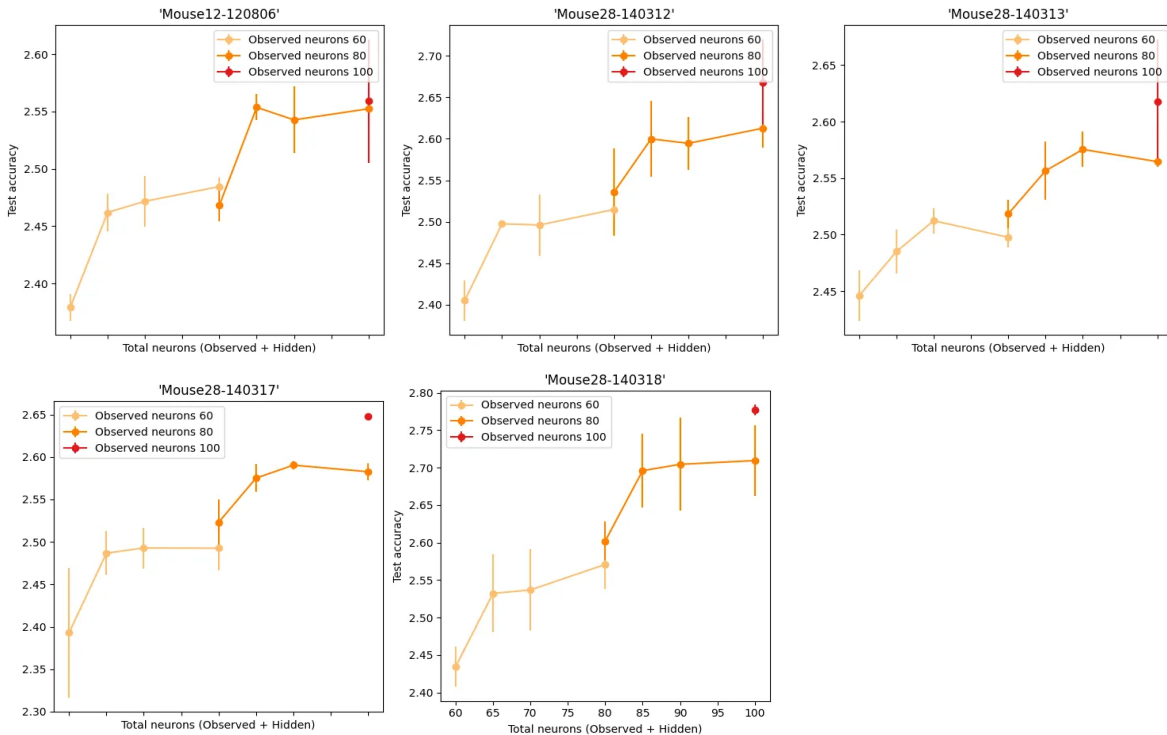 'Mouse12-120806'
Observed neurons 60
Observed neurons 80
Observed neurons 100
2.60
2.55
2.50
2.45
2.40
Test accuracy
Total neurons (Observed + Hidden)
'Mouse28-140312'
Observed neurons 60
Observed neurons 80
Observed neurons 100
2.70
2.65
2.60
2.55
2.50
2.45
2.40
Test accuracy
Total neurons (Observed + Hidden)
'Mouse28-140313'
Observed neurons 60
Observed neurons 80
Observed neurons 100
2.65
2.60
2.55
2.50
2.45
Test accuracy
Total neurons (Observed + Hidden)
'Mouse28-140317'
Observed neurons 60
Observed neurons 80
Observed neurons 100
2.65
2.60
2.55
2.50
2.45
2.40
2.35
2.30
Total neurons (Observed + Hidden)
'Mouse28-140318'
Observed neurons 60
Observed neurons 80
Observed neurons 100
2.80
2.75
2.70
2.65
2.60
2.55
2.50
2.45
2.40
Test accuracy
60 65 70 75 80 85 90 95 100
Total neurons (Observed + Hidden)